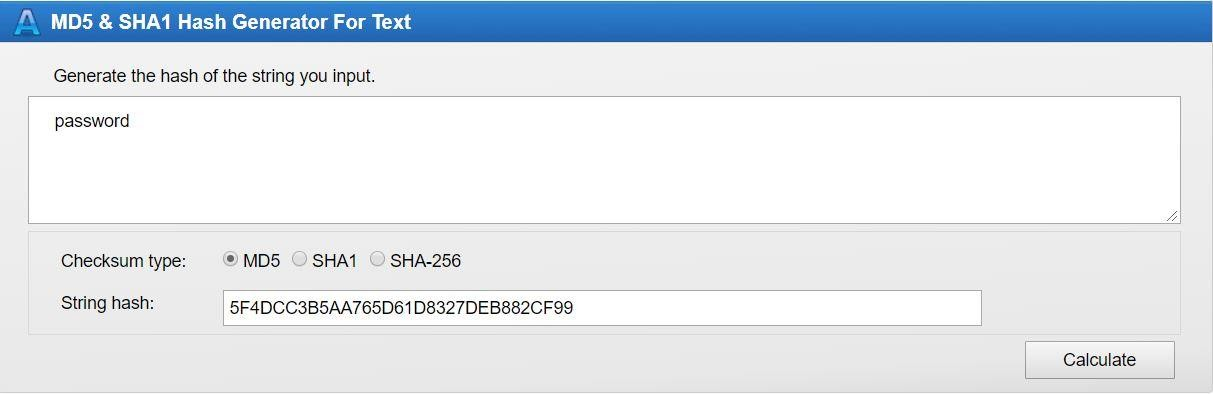 MD5 & SHA1 Hash Generator For Text
Generate the hash of the string you input.
password
Checksum type: MD5 SHA1 SHA-256
String hash: 5F4DCC3B5AA765D61D8327DEB882CF99
Calculate